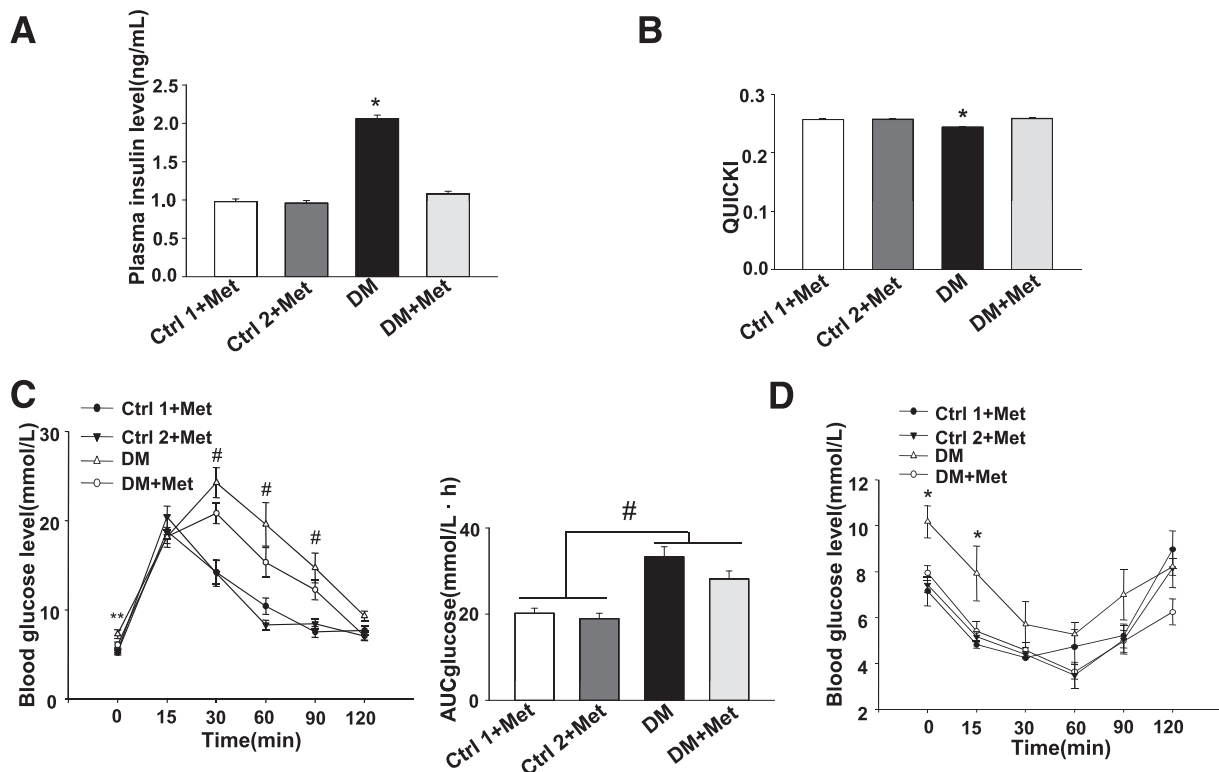 A
Plasma insulin level(ng/mL)
2.5
2.0
1.5
1.0
0.5
0.0
*
Ctrl 1+Met
Ctrl 2+Met
DM
DM+Met
B
QUICKI
0.3
0.2
0.1
0.0
*
Ctrl 1+Met
Ctrl 2+Met
DM
DM+Met
C
Ctrl 1+Met
Ctrl 2+Met
DM
DM+Met
Blood glucose level(mmol/L)
30
20
10
0
**
#
#
#
0 15 30 60 90 120
Time(min)
AUCglucose(mmol/L · h)
40
20
0
#
Ctrl 1+Met
Ctrl 2+Met
DM
DM+Met
D
Ctrl 1+Met
Ctrl 2+Met
DM
DM+Met
Blood glucose level(mmol/L)
12
10
8
6
4
2
*
*
0 15 30 60 90 120
Time(min)